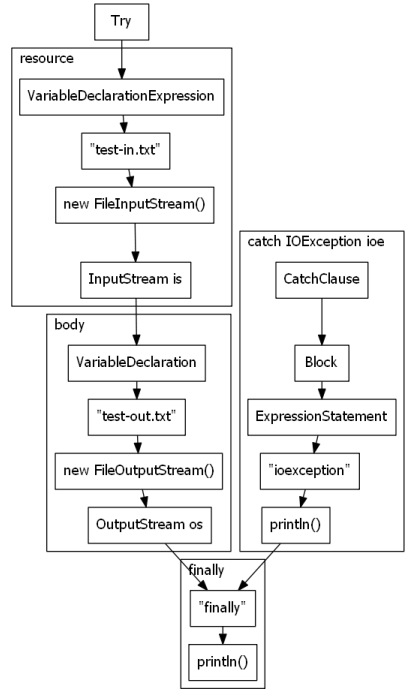 Try
resource
VariableDeclarationExpression
"test-in.txt"
new FileInputStream()
InputStream is
body
VariableDeclaration
"test-out.txt"
new FileOutputStream()
OutputStream os
catch IOException ioe
CatchClause
Block
ExpressionStatement
"ioexception"
println()
finally
"finally"
println()